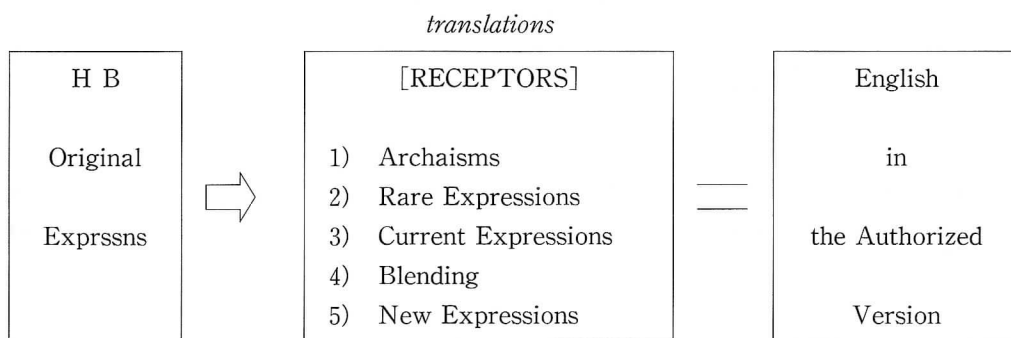 translations
H B
Original
Exprssns
[RECEPTORS]
1) Archaisms
2) Rare Expressions
3) Current Expressions
4) Blending
5) New Expressions
English
in
the Authorized
Version